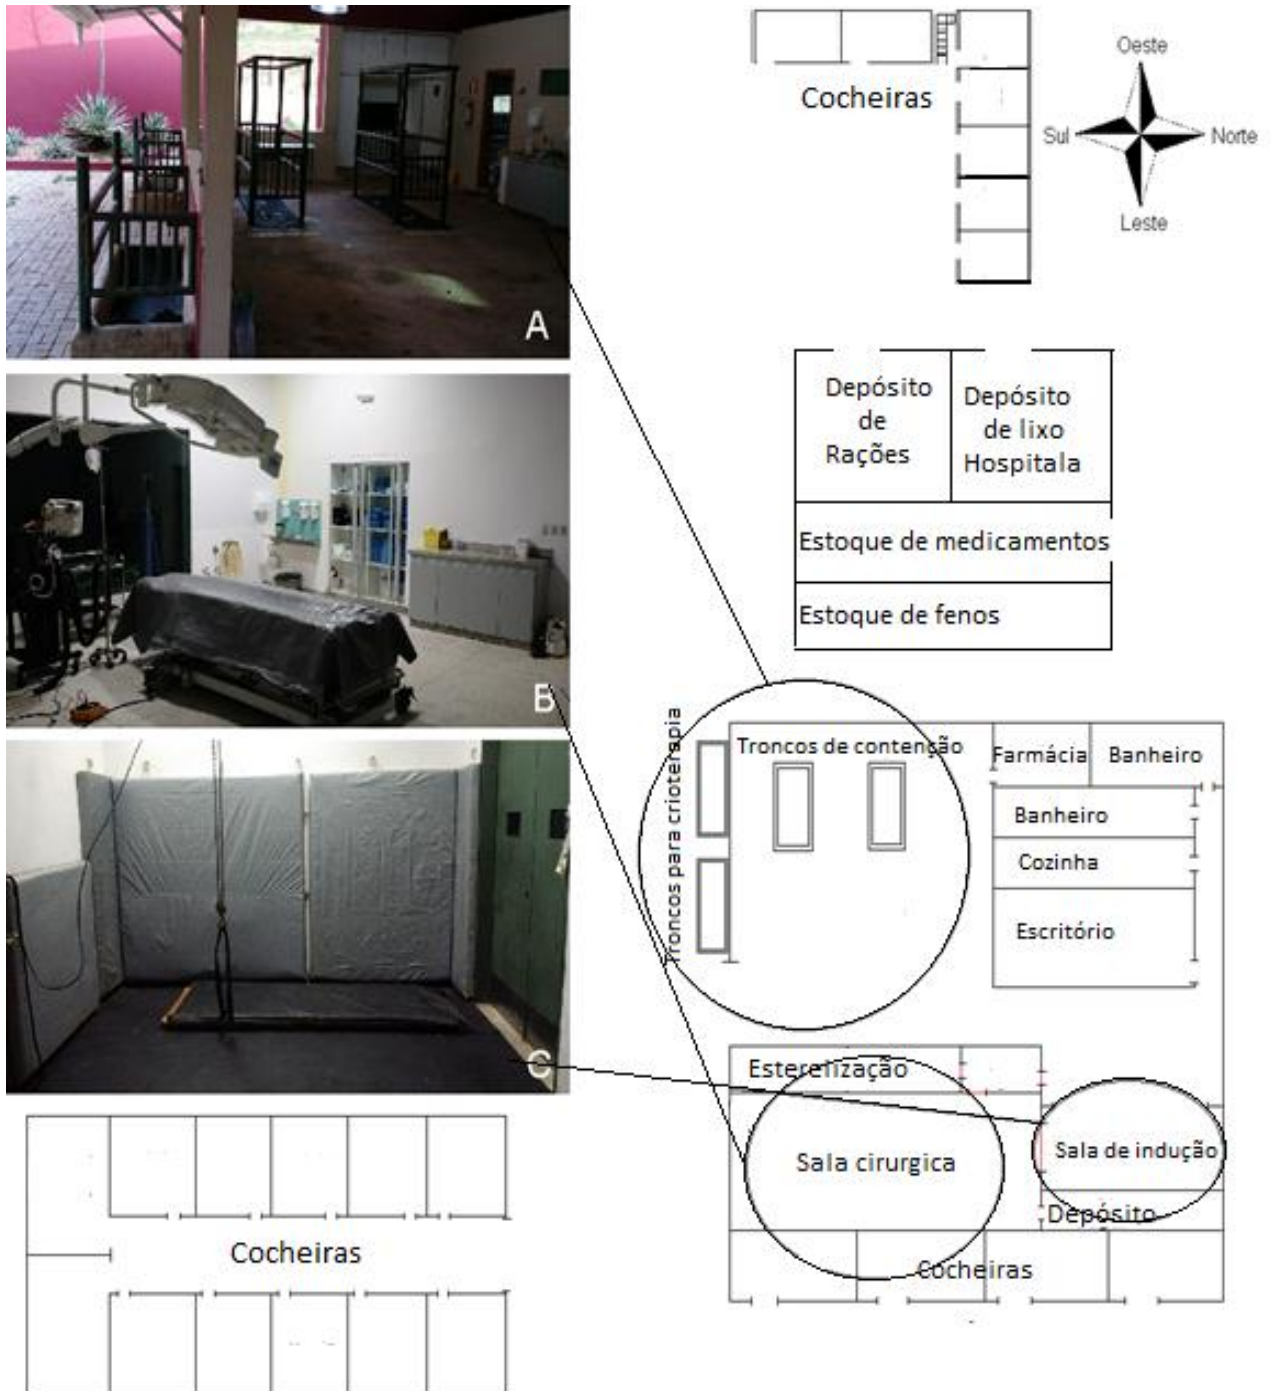 A
B
C
Cocheiras
Oeste
Sul
Norte
Leste
Depósito
de
Rações
Depósito
de lixo
Hospitala
Estoque de medicamentos
Estoque de fenos
Troncos para crioterapia
Troncos de contenção
Farmácia
Banheiro
Banheiro
Cozinha
Escritório
Esterelização
Sala cirurgica
Sala de indução
Depósito
Cocheiras
Cocheiras